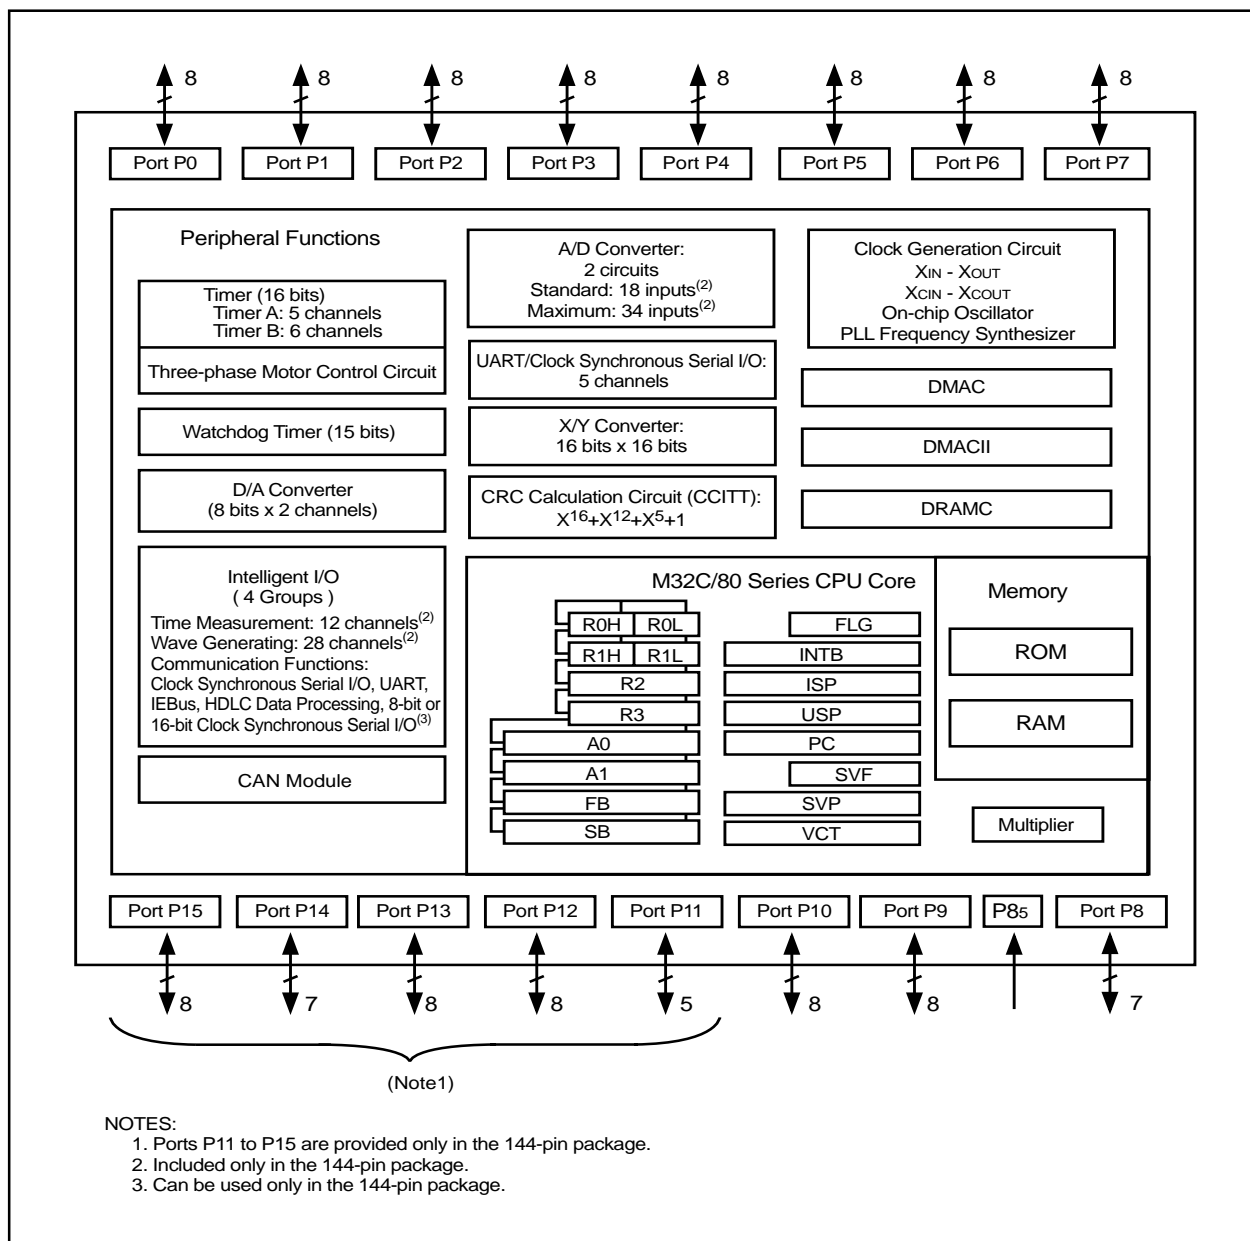 8 8 8 8 8 8 8 8
Port P0 Port P1 Port P2 Port P3 Port P4 Port P5 Port P6 Port P7
Peripheral Functions
Timer (16 bits)
Timer A: 5 channels
Timer B: 6 channels
Three-phase Motor Control Circuit
Watchdog Timer (15 bits)
D/A Converter
(8 bits x 2 channels)
Intelligent I/O
( 4 Groups )
Time Measurement: 12 channels(2)
Wave Generating: 28 channels(2)
Communication Functions:
Clock Synchronous Serial I/O, UART,
IEBus, HDLC Data Processing, 8-bit or
16-bit Clock Synchronous Serial I/O(3)
CAN Module
A/D Converter:
2 circuits
Standard: 18 inputs(2)
Maximum: 34 inputs(2)
UART/Clock Synchronous Serial I/O:
5 channels
X/Y Converter:
16 bits x 16 bits
CRC Calculation Circuit (CCITT):
X16+X12+X5+1
Clock Generation Circuit
XIN - XOUT
XCIN - XCOUT
On-chip Oscillator
PLL Frequency Synthesizer
DMAC
DMACII
DRAMC
M32C/80 Series CPU Core
R0H R0L
R1H R1L
R2
R3
A0
A1
FB
SB
FLG
INTB
ISP
USP
PC
SVF
SVP
VCT
Memory
ROM
RAM
Multiplier
Port P15 Port P14 Port P13 Port P12 Port P11 Port P10 Port P9 P85 Port P8
8 7 8 8 5 8 8 7
(Note1)
NOTES:
1. Ports P11 to P15 are provided only in the 144-pin package.
2. Included only in the 144-pin package.
3. Can be used only in the 144-pin package.